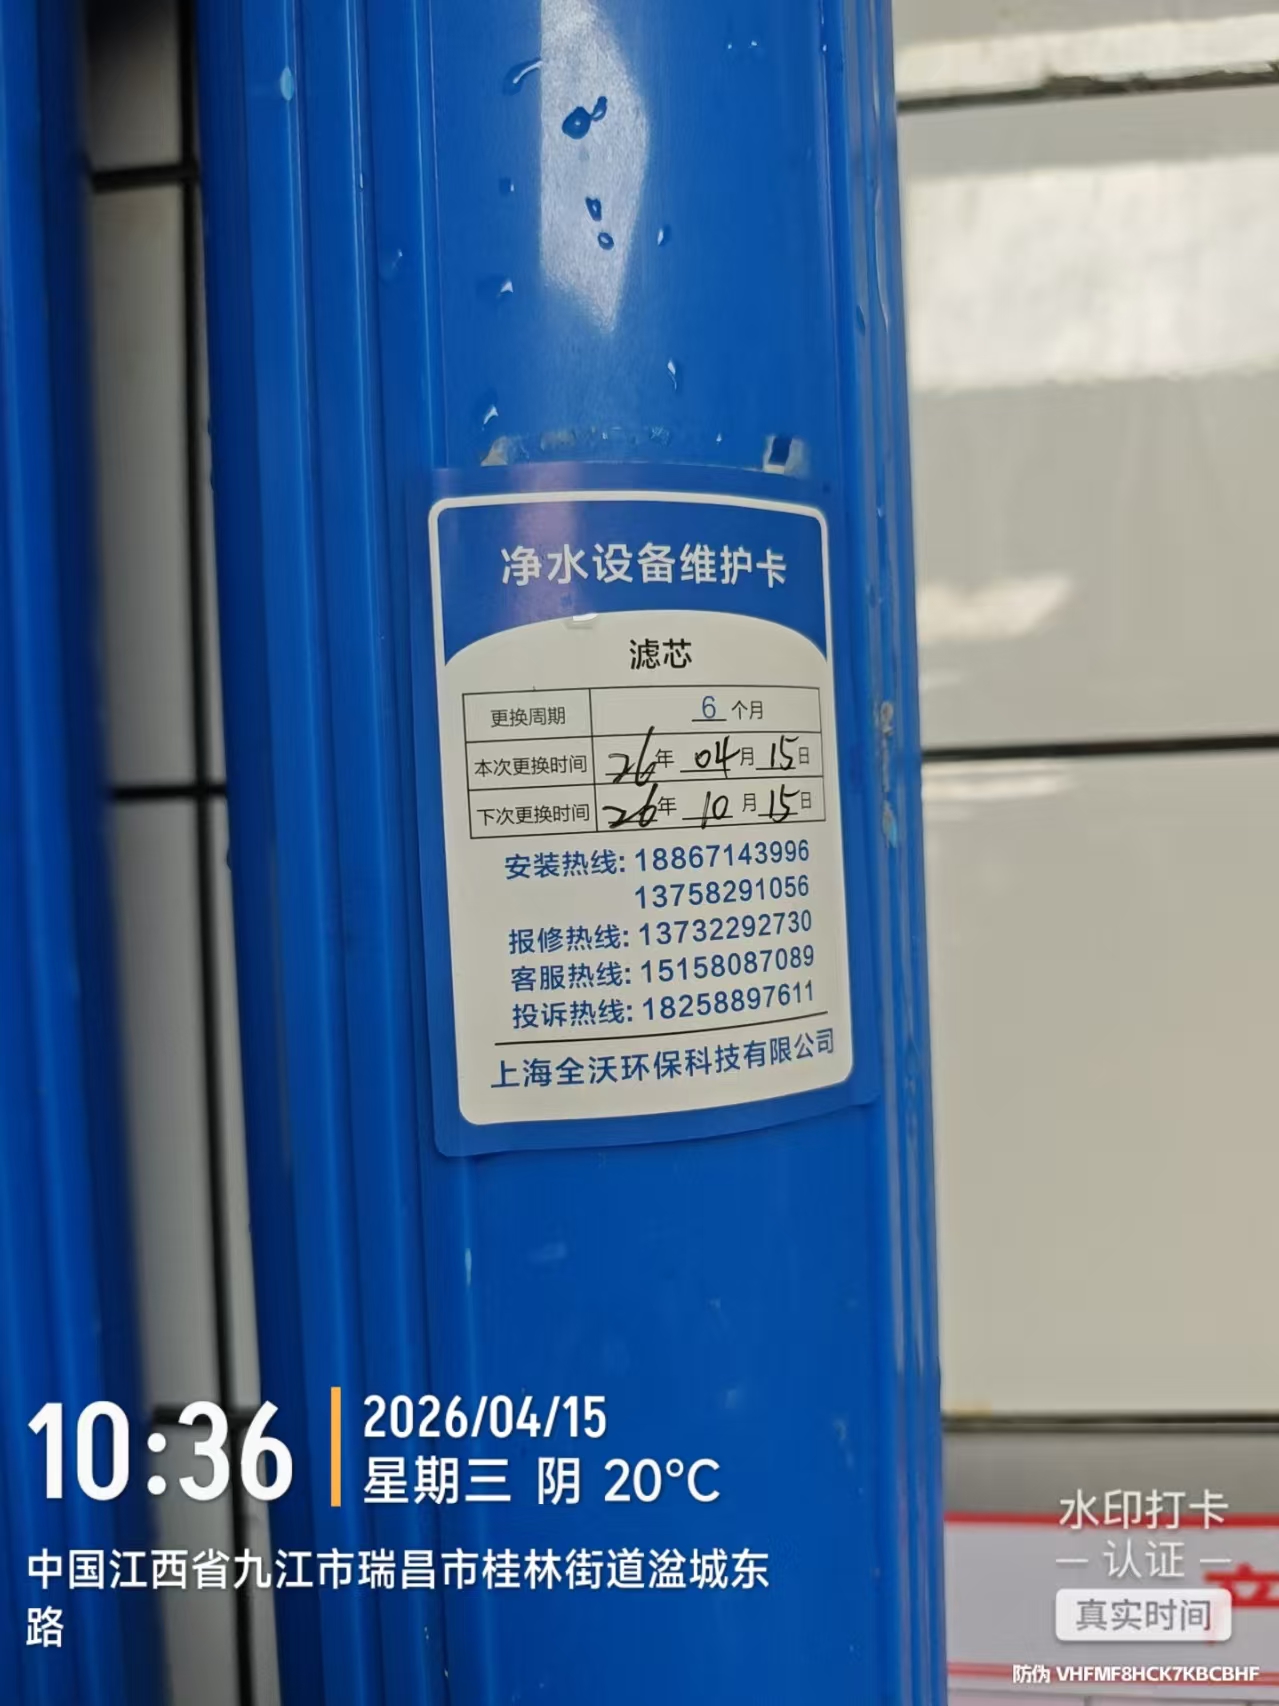 净水设备维护卡
滤芯
更换周期 6 个月
本次更换时间 26年 04月 15日
下次更换时间 26年 10月 15日
安装热线: 18867143996
13758291056
报修热线: 13732292730
客服热线: 15158087089
投诉热线: 18258897611
上海全沃环保科技有限公司
10:36
2026/04/15
星期三 阴 20°C
中国江西省九江市瑞昌市桂林街道湓城东
路
水印打卡
认证
真实时间
防伪 VHFMF8HCK7KBCBHF